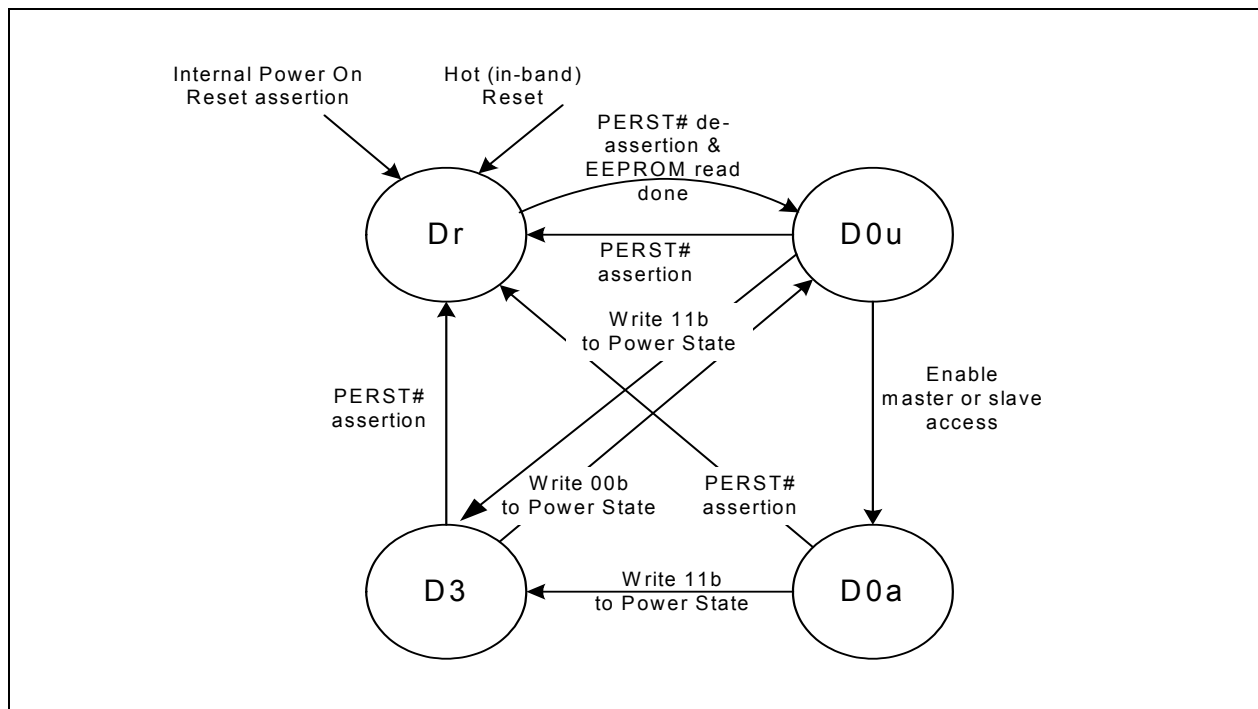 Internal Power On
Reset assertion
Hot (in-band)
Reset
PERST# de-
assertion &
EEPROM read
done
Dr
D0u
PERST#
assertion
Write 11b
to Power State
PERST#
assertion
Enable
master or slave
access
Write 00b
to Power State
PERST#
assertion
D3
Write 11b
to Power State
D0a